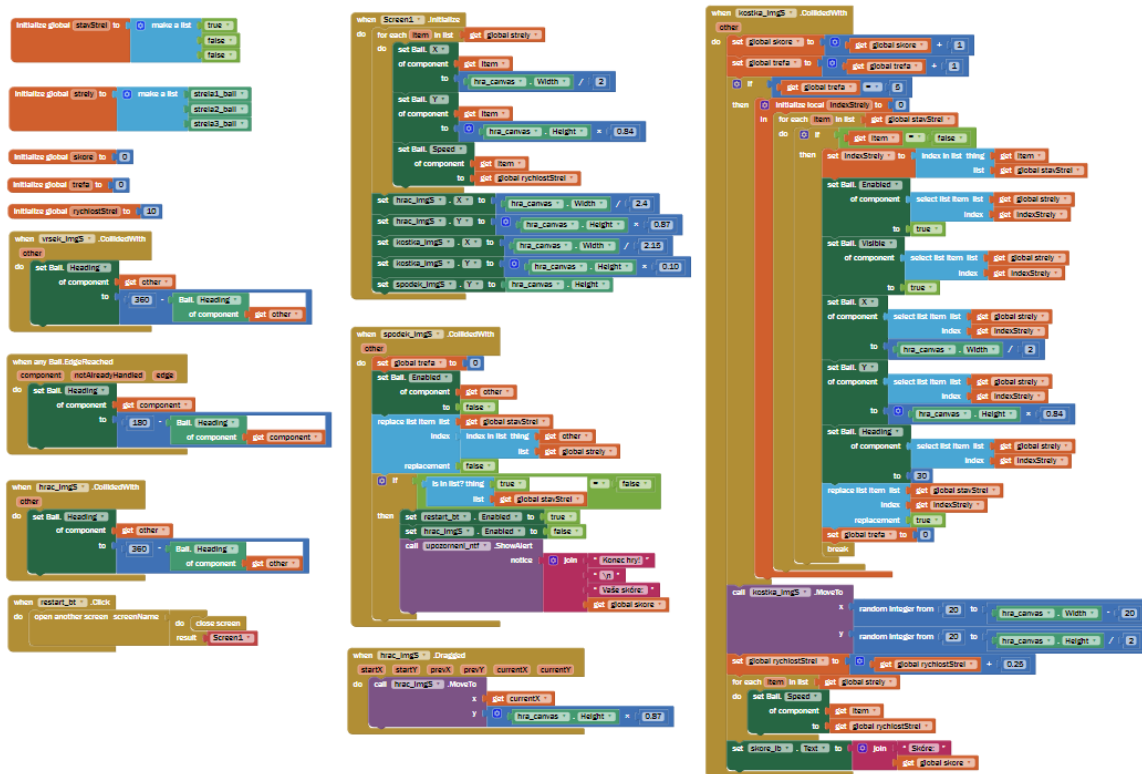 Initialize global stavStrel to make a list true
false
false
Initialize global strely to make a list strela1_ball
strela2_ball
strela3_ball
Initialize global skore to 0
Initialize global trefa to 0
Initialize global rychlostStrel to 10
when vrsek_ImgS .CollidedWith
other
do set Ball. Heading
of component get other
to 360 - Ball. Heading
of component get other
when any Ball.EdgeReached
component notAlreadyHandled edge
do set Ball. Heading
of component get component
to 180 - Ball. Heading
of component get component
when hrac_ImgS .CollidedWith
other
do set Ball. Heading
of component get other
to 360 - Ball. Heading
of component get other
when restart_bt .Click
do open another screen screenName do close screen
result Screen1
when Screen1 .Initialize
do for each Item in list get global strely
do set Ball. X
of component get Item
to hra_canvas . Width / 2
set Ball. Y
of component get Item
to hra_canvas . Height × 0.84
set Ball. Speed
of component get Item
to get global rychlostStrel
set hrac_ImgS . X to hra_canvas . Width / 2.4
set hrac_ImgS . Y to hra_canvas . Height × 0.87
set kostka_ImgS . X to hra_canvas . Width / 2.15
set kostka_ImgS . Y to hra_canvas . Height × 0.10
set spodek_ImgS . Y to hra_canvas . Height
when spodek_ImgS .CollidedWith
other
do set global trefa to 0
set Ball. Enabled
of component get other
to false
replace list item list get global stavStrel
index index in list thing get other
list get global strely
replacement false
if is in list? thing true = false
list get global stavStrel
then set restart_bt . Enabled to true
set hrac_ImgS . Enabled to false
call upozorneni_ntf .ShowAlert
notice join " Konec hry! "
" \n "
" Vaše skóre: "
get global skore
when hrac_ImgS .Dragged
startX startY prevX prevY currentX currentY
do call hrac_ImgS .MoveTo
x get currentX
y hra_canvas . Height × 0.87
when kostka_ImgS .CollidedWith
other
do set global skore to get global skore + 1
set global trefa to get global trefa + 1
if get global trefa = 5
then Initialize local IndexStrely to 0
in for each Item in list get global stavStrel
do if get Item = false
then set IndexStrely to index in list thing get Item
list get global stavStrel
set Ball. Enabled
of component select list item list get global strely
index get IndexStrely
to true
set Ball. Visible
of component select list item list get global strely
index get IndexStrely
to true
set Ball. X
of component select list item list get global strely
index get IndexStrely
to hra_canvas . Width / 2
set Ball. Y
of component select list item list get global strely
index get IndexStrely
to hra_canvas . Height × 0.84
set Ball. Heading
of component select list item list get global strely
index get IndexStrely
to 30
replace list item list get global stavStrel
index get IndexStrely
replacement true
set global trefa to 0
break
call kostka_ImgS .MoveTo
x random integer from 20 to hra_canvas . Width - 20
y random integer from 20 to hra_canvas . Height / 2
set global rychlostStrel to get global rychlostStrel + 0.25
for each Item in list get global strely
do set Ball. Speed
of component get Item
to get global rychlostStrel
set skore_lb . Text to join " Skóre: "
get global skore